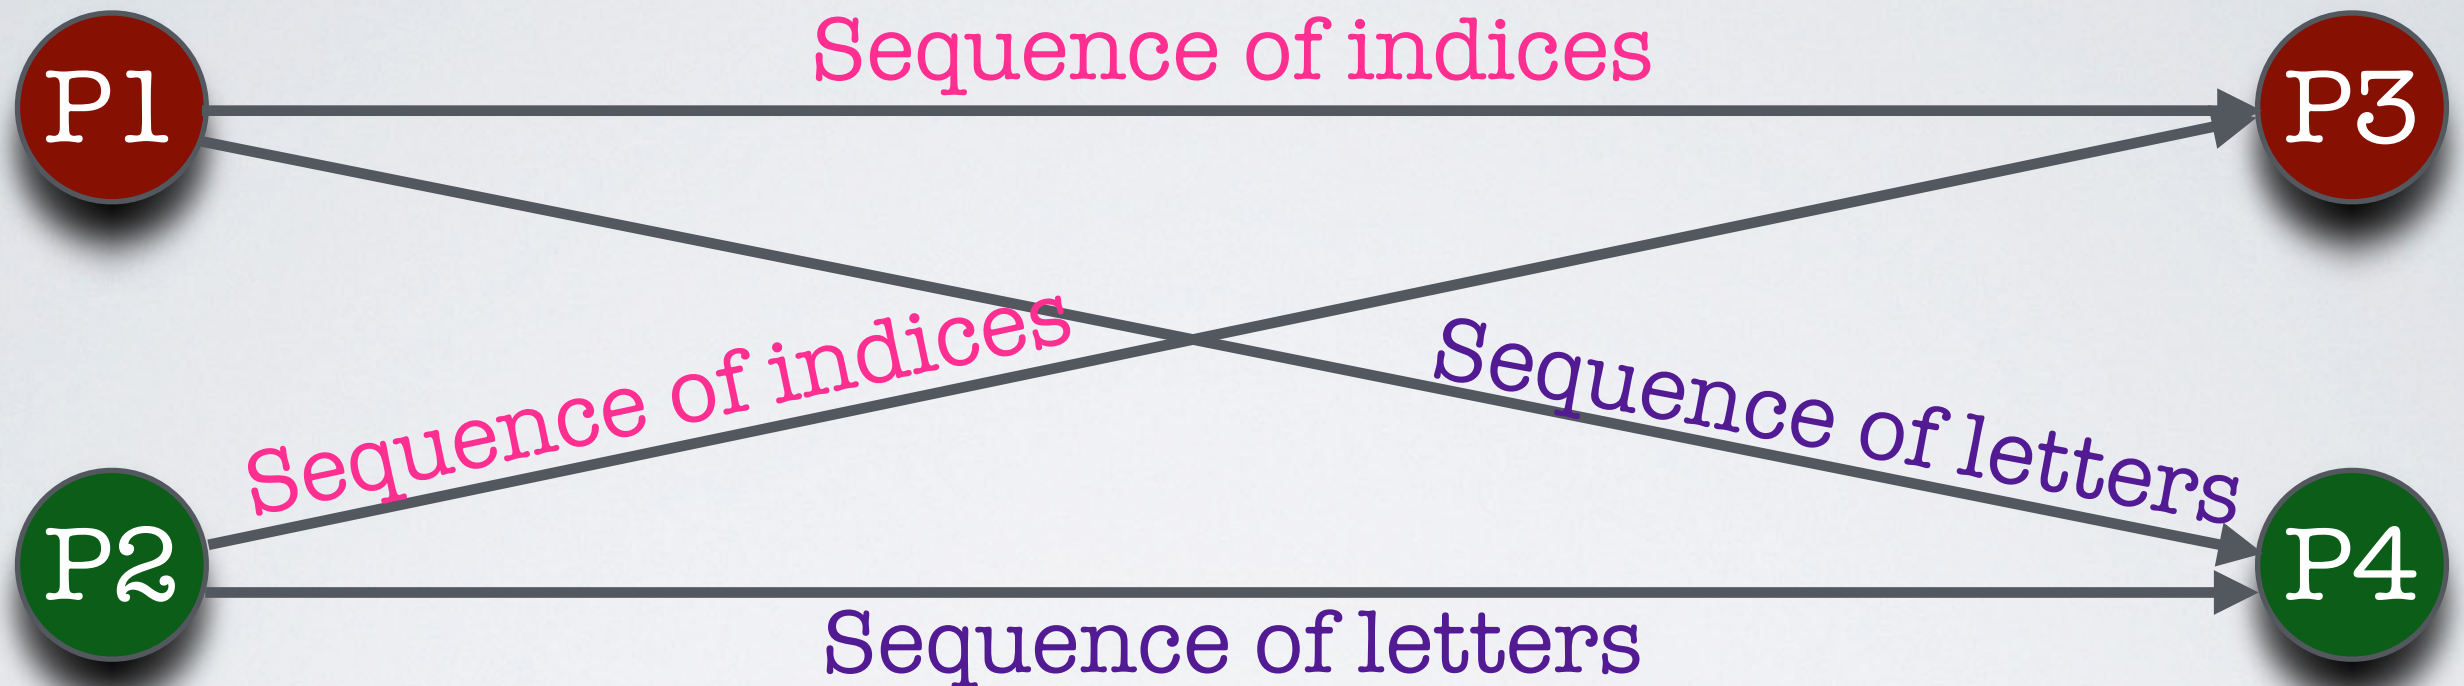 Sequence of indices
P1
P3
Sequence of indices
Sequence of letters
P2
P4
Sequence of letters